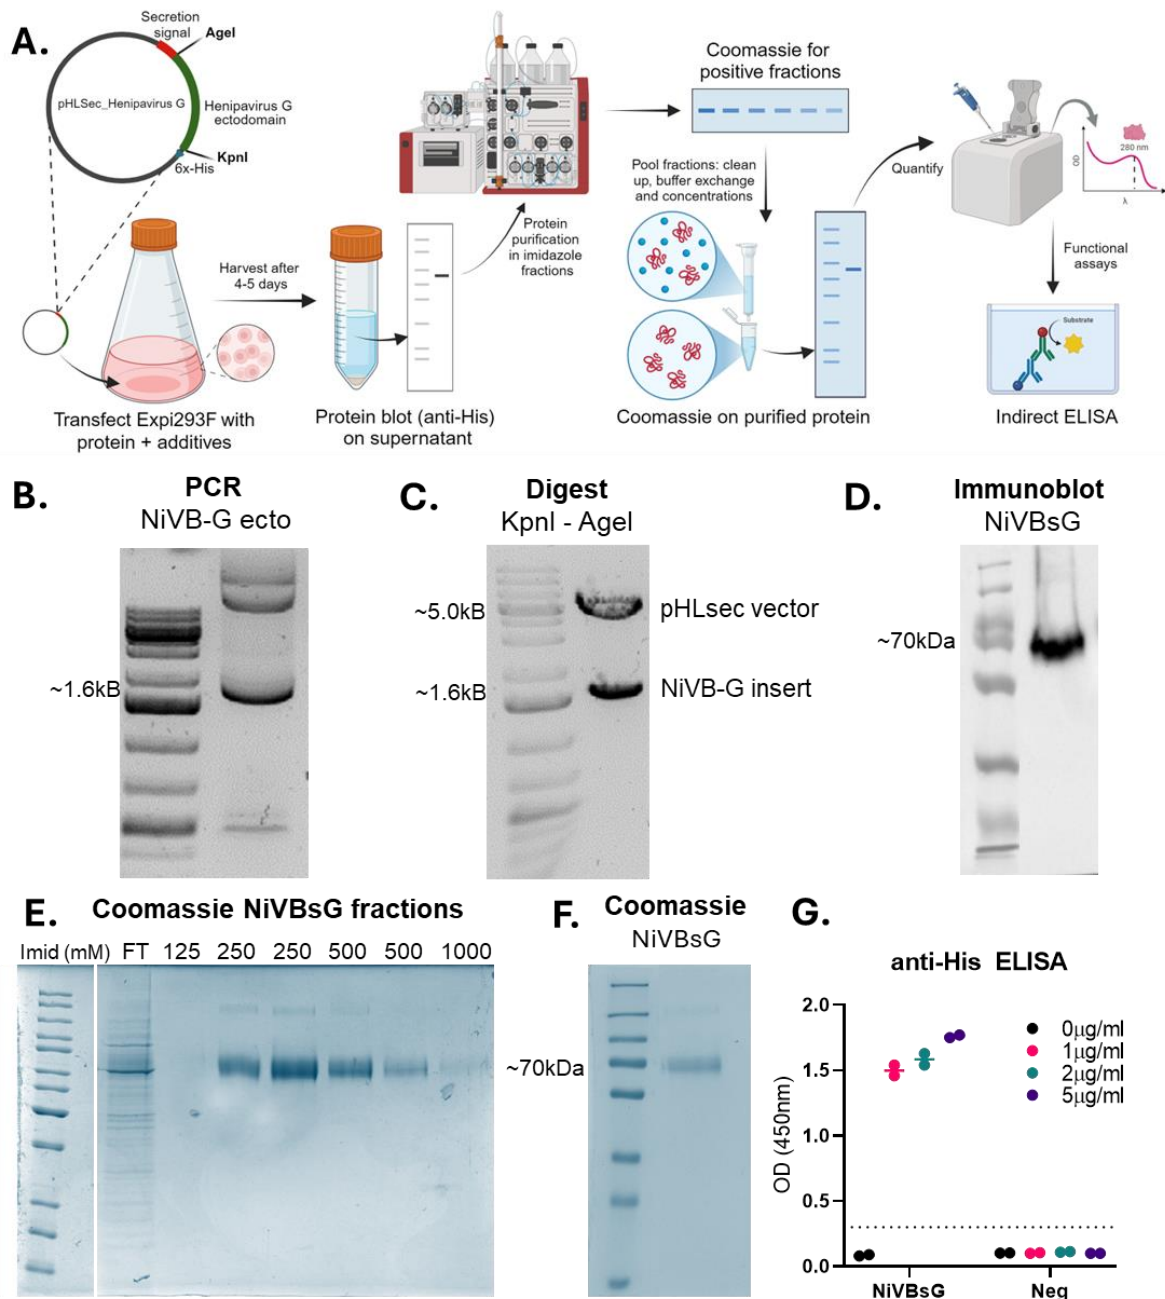 A.
Secretion
signal
AgeI
pHLSec_Henipavirus G
Henipavirus G
ectodomain
KpnI
6x-His
Harvest after
4-5 days
Transfect Expi293F with
protein + additives
Protein blot (anti-His)
on supernatant
Protein
purification
in imidazole
fractions
Coomassie for
positive fractions
Pool fractions: clean
up, buffer exchange
and concentrations
Coomassie on purified protein
Quantify
OD
280 nm
λ
Functional
assays
Substrate
Indirect ELISA
B.
PCR
NiVB-G ecto
~1.6kB
C.
Digest
KpnI - AgeI
~5.0kB
pHLsec vector
~1.6kB
NiVB-G insert
D.
Immunoblot
NiVBsG
~70kDa
E.
Coomassie NiVBsG fractions
Imid (mM) FT 125 250 250 500 500 1000
~70kDa
F.
Coomassie
NiVBsG
G.
anti-His ELISA
OD (450nm)
2.0
1.5
1.0
0.5
0.0
0μg/ml
1μg/ml
2μg/ml
5μg/ml
NiVBsG
Neg